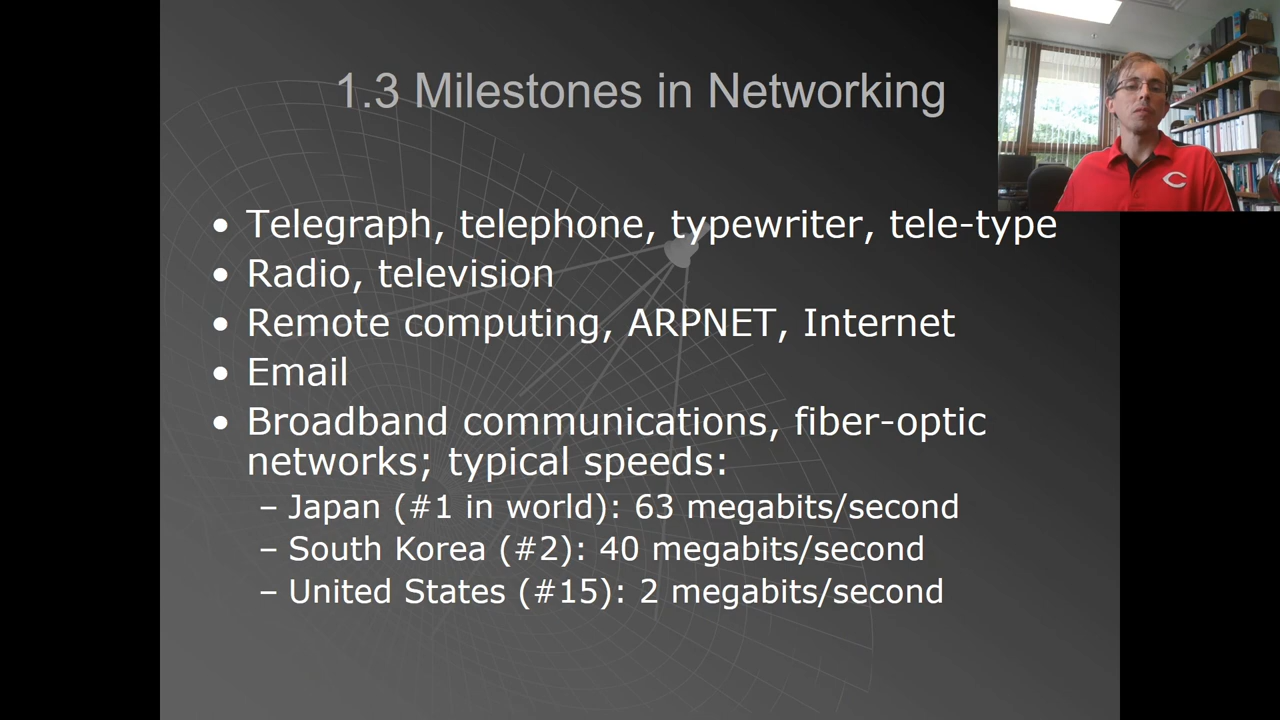 1.3 Milestones in Networking
• Telegraph, telephone, typewriter, tele-type
• Radio, television
• Remote computing, ARPNET, Internet
• Email
• Broadband communications, fiber-optic
networks; typical speeds:
– Japan (#1 in world): 63 megabits/second
– South Korea (#2): 40 megabits/second
– United States (#15): 2 megabits/second
C